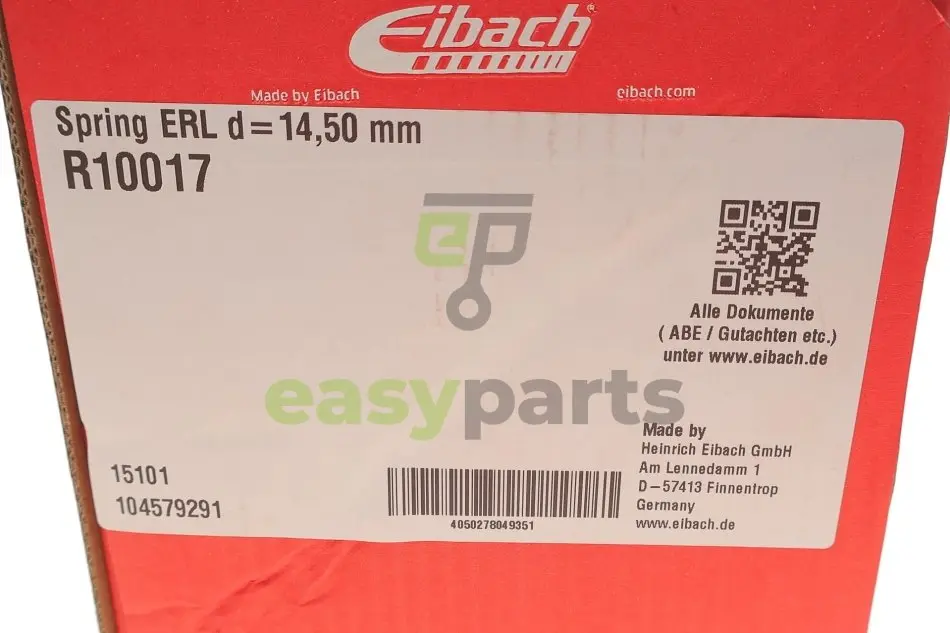 Eibach
Made by Eibach
eibach.com
Spring ERL d=14,50 mm
R10017
ep
Alle Dokumente
( ABE / Gutachten etc.)
unter www.eibach.de
easyparts
Made by
Heinrich Eibach GmbH
Am Lennedamm 1
D-57413 Finnentrop
Germany
www.eibach.de
15101
104579291
4050278049351